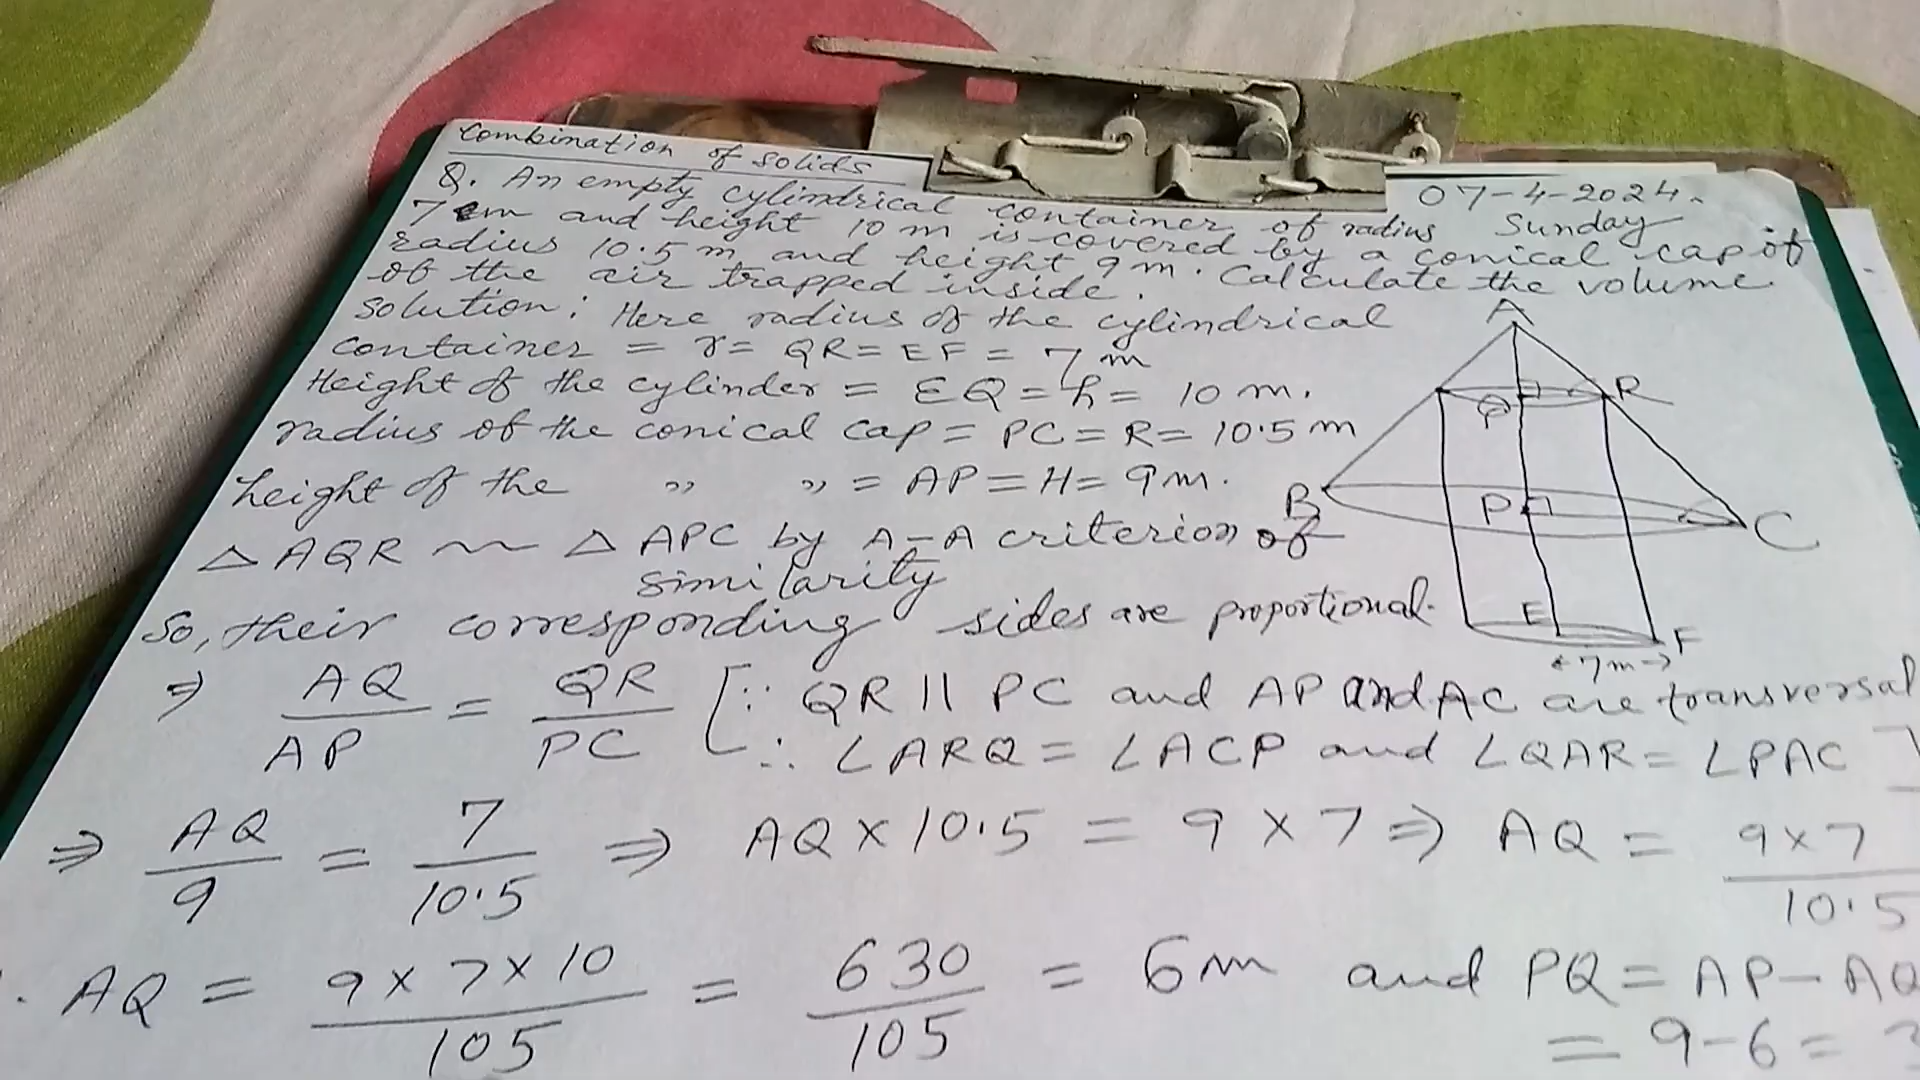 Combination of solids
07-4-2024.
Sunday
Q. An empty cylindrical container of radius
7 m and height 10 m is covered by a conical cap of
radius 10.5 m and height 9 m. Calculate the volume
of the air trapped inside.
Solution: Here radius of the cylindrical
container = r = QR = EF = 7 m
Height of the cylinder = EQ = h = 10 m.
radius of the conical cap = PC = R = 10.5 m
height of the " " = AP = H = 9 m.
△ AQR ~ △ APC by A-A criterion of
similarity
So, their corresponding sides are proportional.
A
Q R
B P C
E F
←7m→
⇒ AQ/AP = QR/PC [∵ QR || PC and AP and AC are transversal
∴ ∠ARQ = ∠ACP and ∠QAR = ∠PAC ]
⇒ AQ/9 = 7/10.5 ⇒ AQ × 10.5 = 9 × 7 ⇒ AQ = 9×7/10.5
. AQ = 9 × 7 × 10/105 = 630/105 = 6 m and PQ = AP - AQ
= 9 - 6 = 3